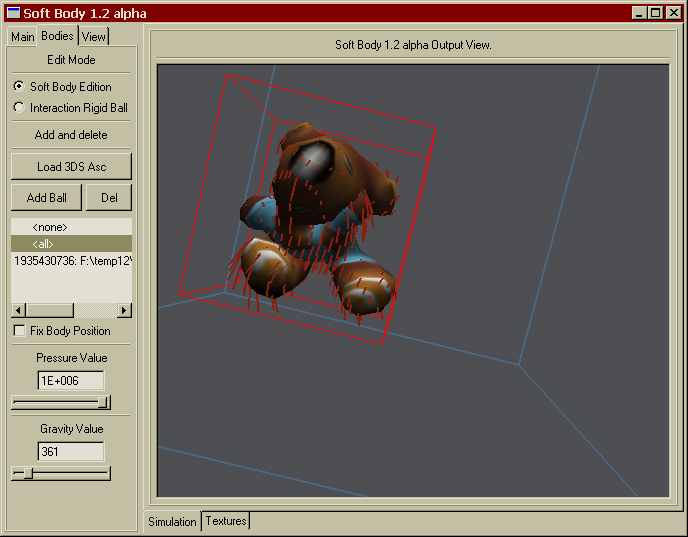 Soft Body 1.2 alpha
Main Bodies View
Edit Mode
Soft Body Edition
Interaction Rigid Ball
Add and delete
Load 3DS Asc
Add Ball Del
<none>
<all>
1935430736: F:\temp12\
Fix Body Position
Pressure Value
1E+006
Gravity Value
361
Soft Body 1.2 alpha Output View.
Simulation Textures